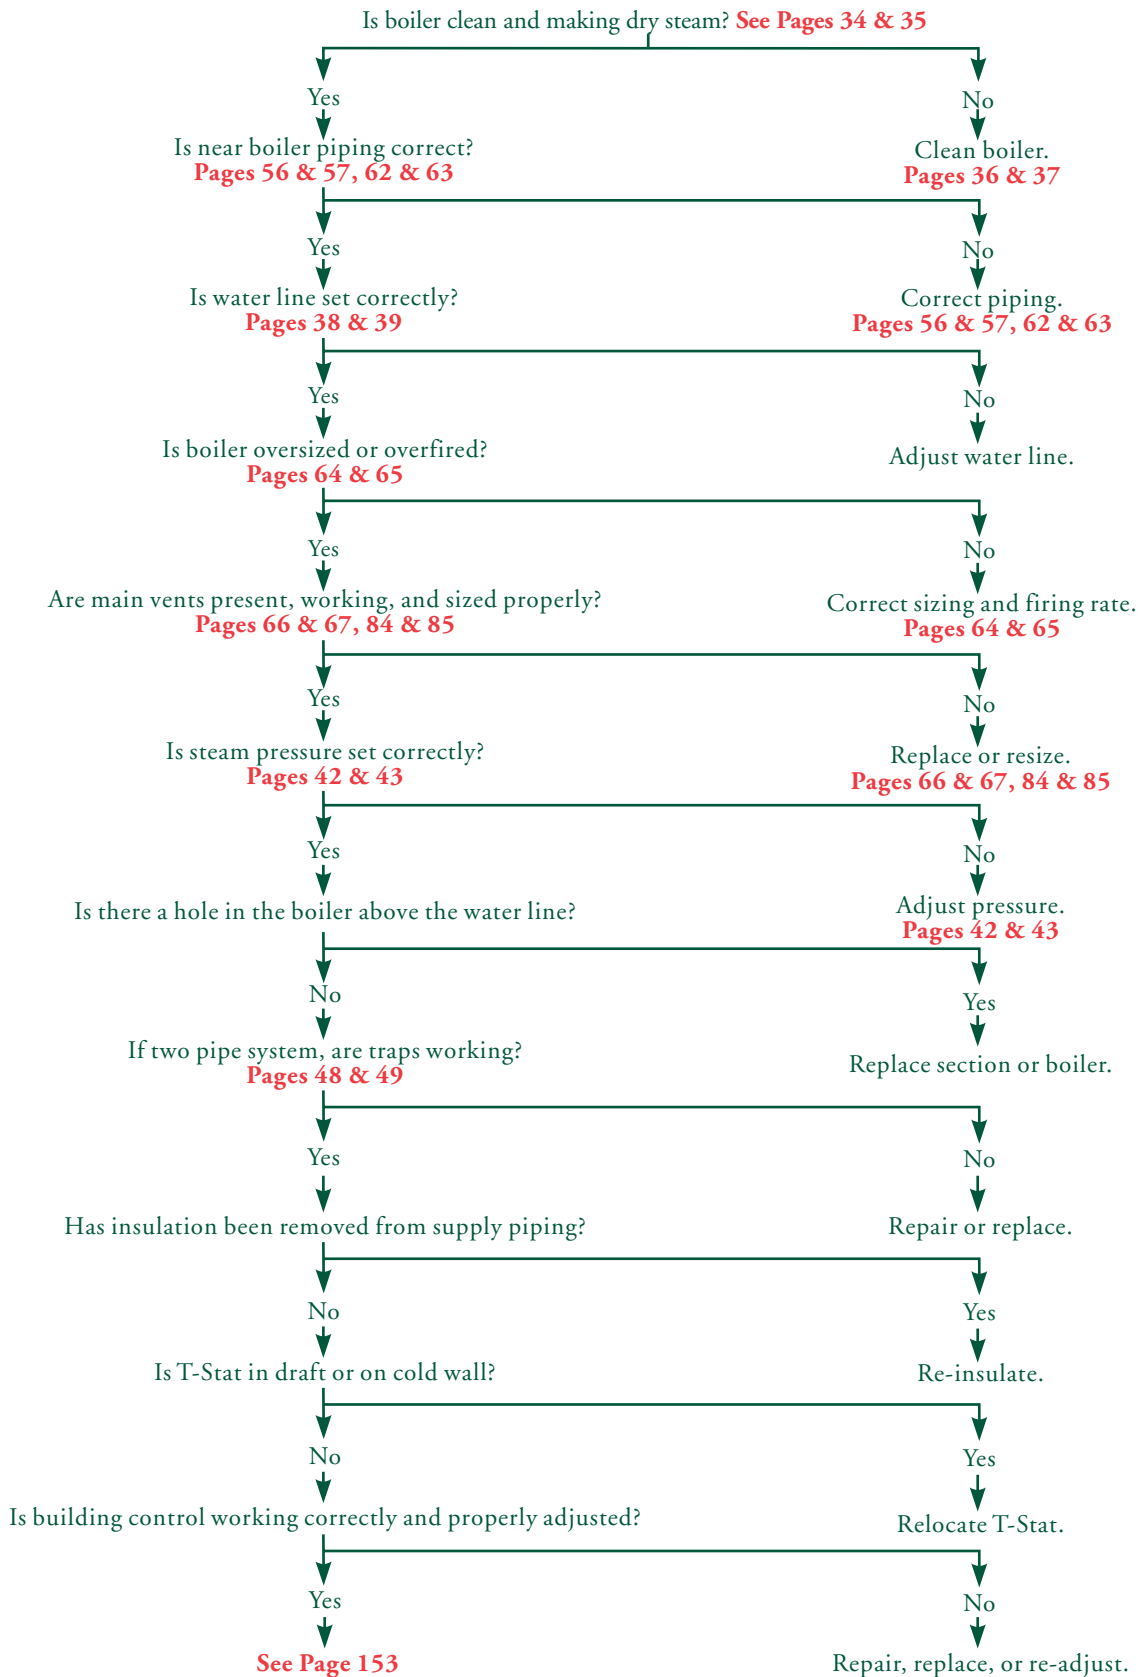 Is boiler clean and making dry steam? See Pages 34 & 35
Yes
No
Is near boiler piping correct?
Pages 56 & 57, 62 & 63
Clean boiler.
Pages 36 & 37
Yes
No
Is water line set correctly?
Pages 38 & 39
Correct piping.
Pages 56 & 57, 62 & 63
Yes
No
Is boiler oversized or overfired?
Pages 64 & 65
Adjust water line.
Yes
No
Are main vents present, working, and sized properly?
Pages 66 & 67, 84 & 85
Correct sizing and firing rate.
Pages 64 & 65
Yes
No
Is steam pressure set correctly?
Pages 42 & 43
Replace or resize.
Pages 66 & 67, 84 & 85
Yes
No
Is there a hole in the boiler above the water line?
Adjust pressure.
Pages 42 & 43
No
Yes
If two pipe system, are traps working?
Pages 48 & 49
Replace section or boiler.
Yes
No
Has insulation been removed from supply piping?
Repair or replace.
No
Yes
Is T-Stat in draft or on cold wall?
Re-insulate.
No
Yes
Is building control working correctly and properly adjusted?
Relocate T-Stat.
Yes
No
See Page 153
Repair, replace, or re-adjust.